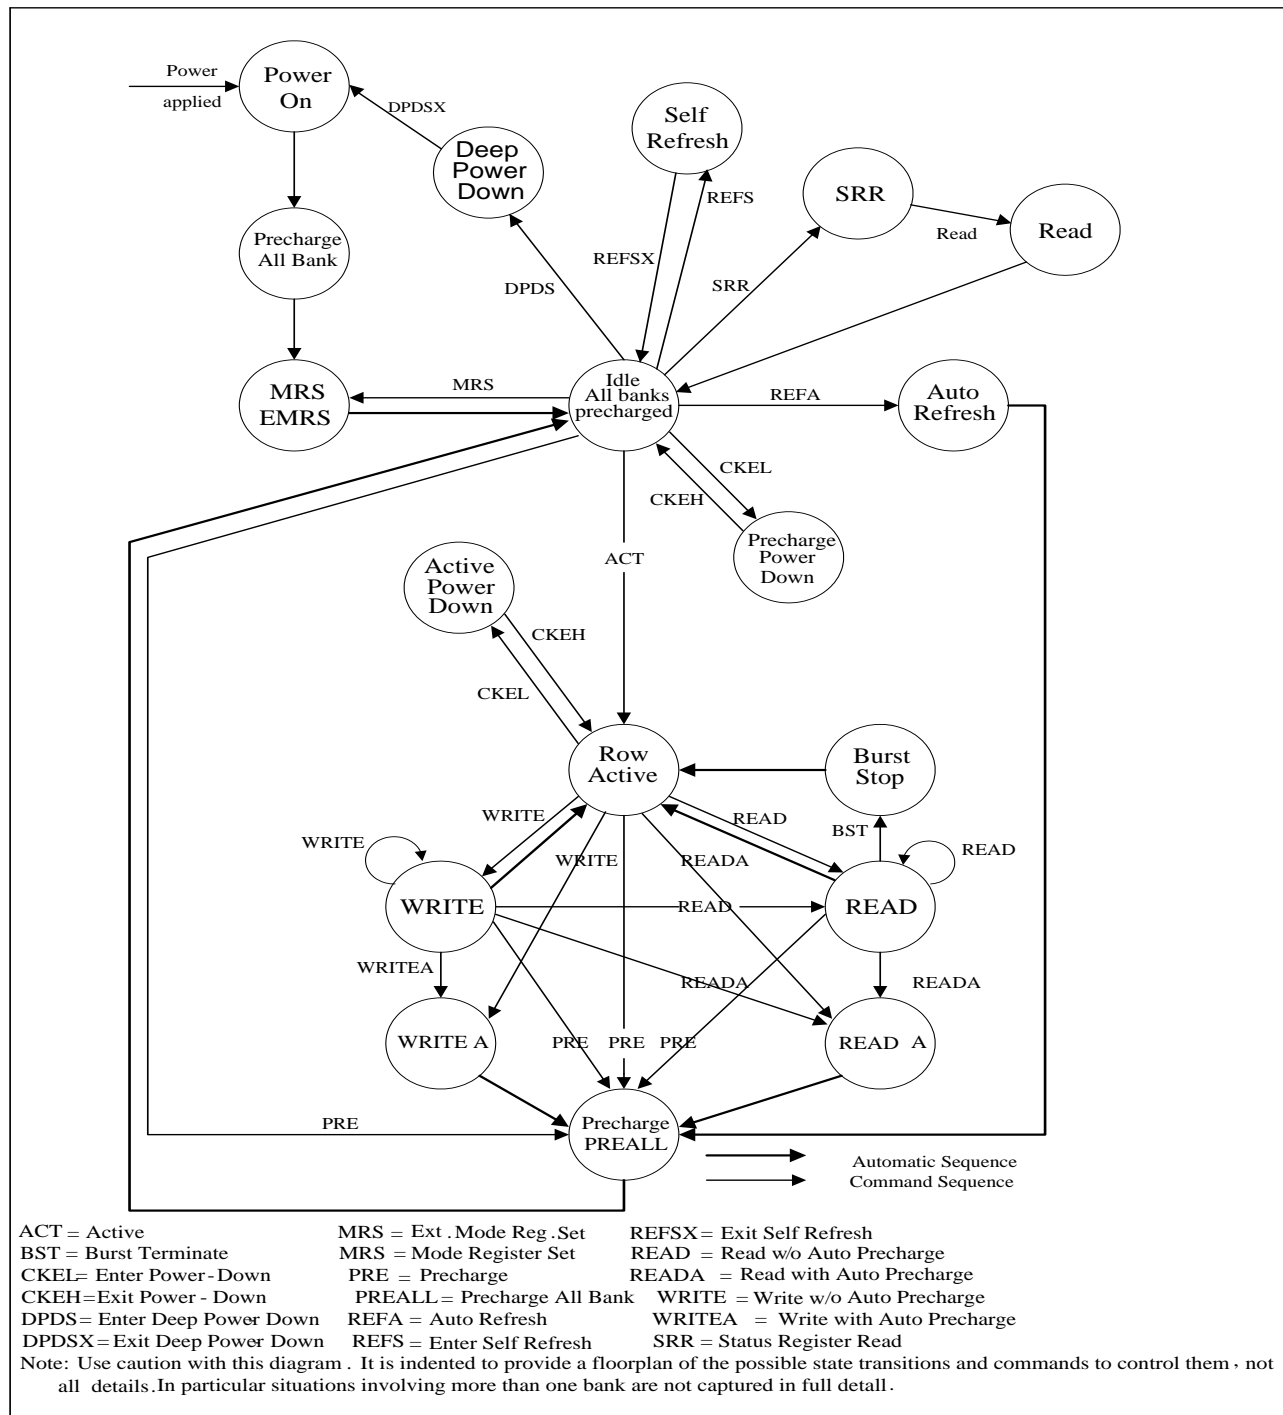 Power
applied
Power
On
DPDSX
Deep
Power
Down
Self
Refresh
SRR
Read
Read
REFS
REFSX
Precharge
All Bank
DPDS
SRR
MRS
EMRS
MRS
Idle
All banks
precharged
REFA
Auto
Refresh
CKEL
CKEH
Precharge
Power
Down
ACT
Active
Power
Down
CKEH
CKEL
Row
Active
Burst
Stop
WRITE
WRITE
WRITE
READA
READ
BST
READ
WRITE
READ
READ
WRITEA
READA
READA
WRITE A
PRE
PRE
PRE
READ A
PRE
Precharge
PREALL
Automatic Sequence
Command Sequence
ACT = Active MRS = Ext . Mode Reg . Set REFSX = Exit Self Refresh
BST = Burst Terminate MRS = Mode Register Set READ = Read w/o Auto Precharge
CKEL= Enter Power - Down PRE = Precharge READA = Read with Auto Precharge
CKEH=Exit Power - Down PREALL= Precharge All Bank WRITE = Write w/o Auto Precharge
DPDS = Enter Deep Power Down REFA = Auto Refresh WRITEA = Write with Auto Precharge
DPDSX=Exit Deep Power Down REFS = Enter Self Refresh SRR = Status Register Read
Note: Use caution with this diagram . It is indented to provide a floorplan of the possible state transitions and commands to control them , not
all details.In particular situations involving more than one bank are not captured in full detall .